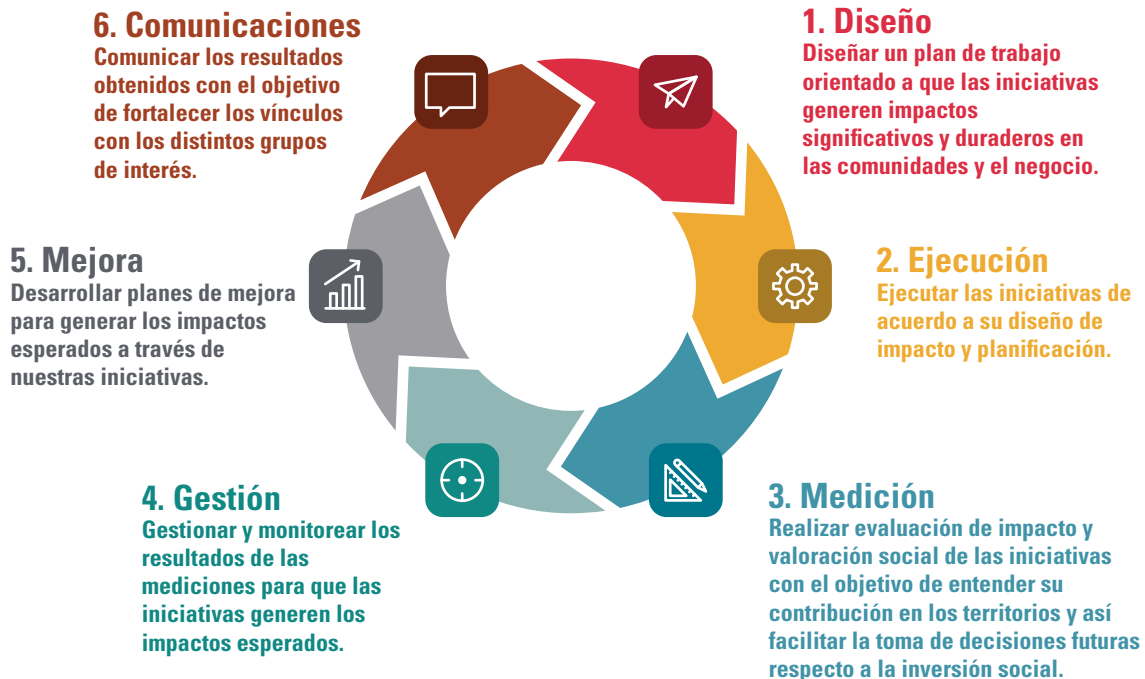 1. Diseño
Diseñar un plan de trabajo
orientado a que las iniciativas
generen impactos
significativos y duraderos en
las comunidades y el negocio.
2. Ejecución
Ejecutar las iniciativas de
acuerdo a su diseño de
impacto y planificación.
3. Medición
Realizar evaluación de impacto y
valoración social de las iniciativas
con el objetivo de entender su
contribución en los territorios y así
facilitar la toma de decisiones futuras
respecto a la inversión social.
4. Gestión
Gestionar y monitorear los
resultados de las
mediciones para que las
iniciativas generen los
impactos esperados.
5. Mejora
Desarrollar planes de mejora
para generar los impactos
esperados a través de
nuestras iniciativas.
6. Comunicaciones
Comunicar los resultados
obtenidos con el objetivo
de fortalecer los vínculos
con los distintos grupos
de interés.